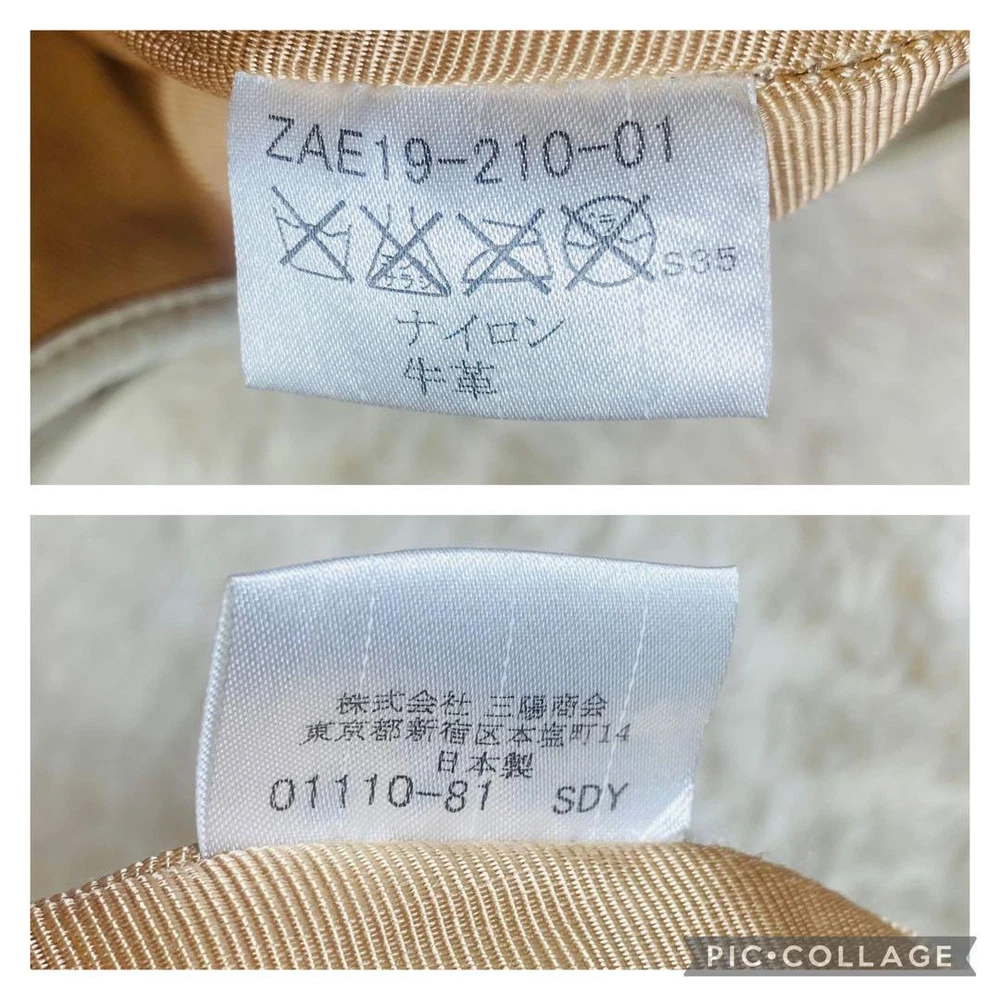 ZAE19-210-01
S35
ナイロン
牛革
株式会社 三陽商会
東京都新宿区本塩町14
日本製
01110-81 SDY
PIC•COLLAGE